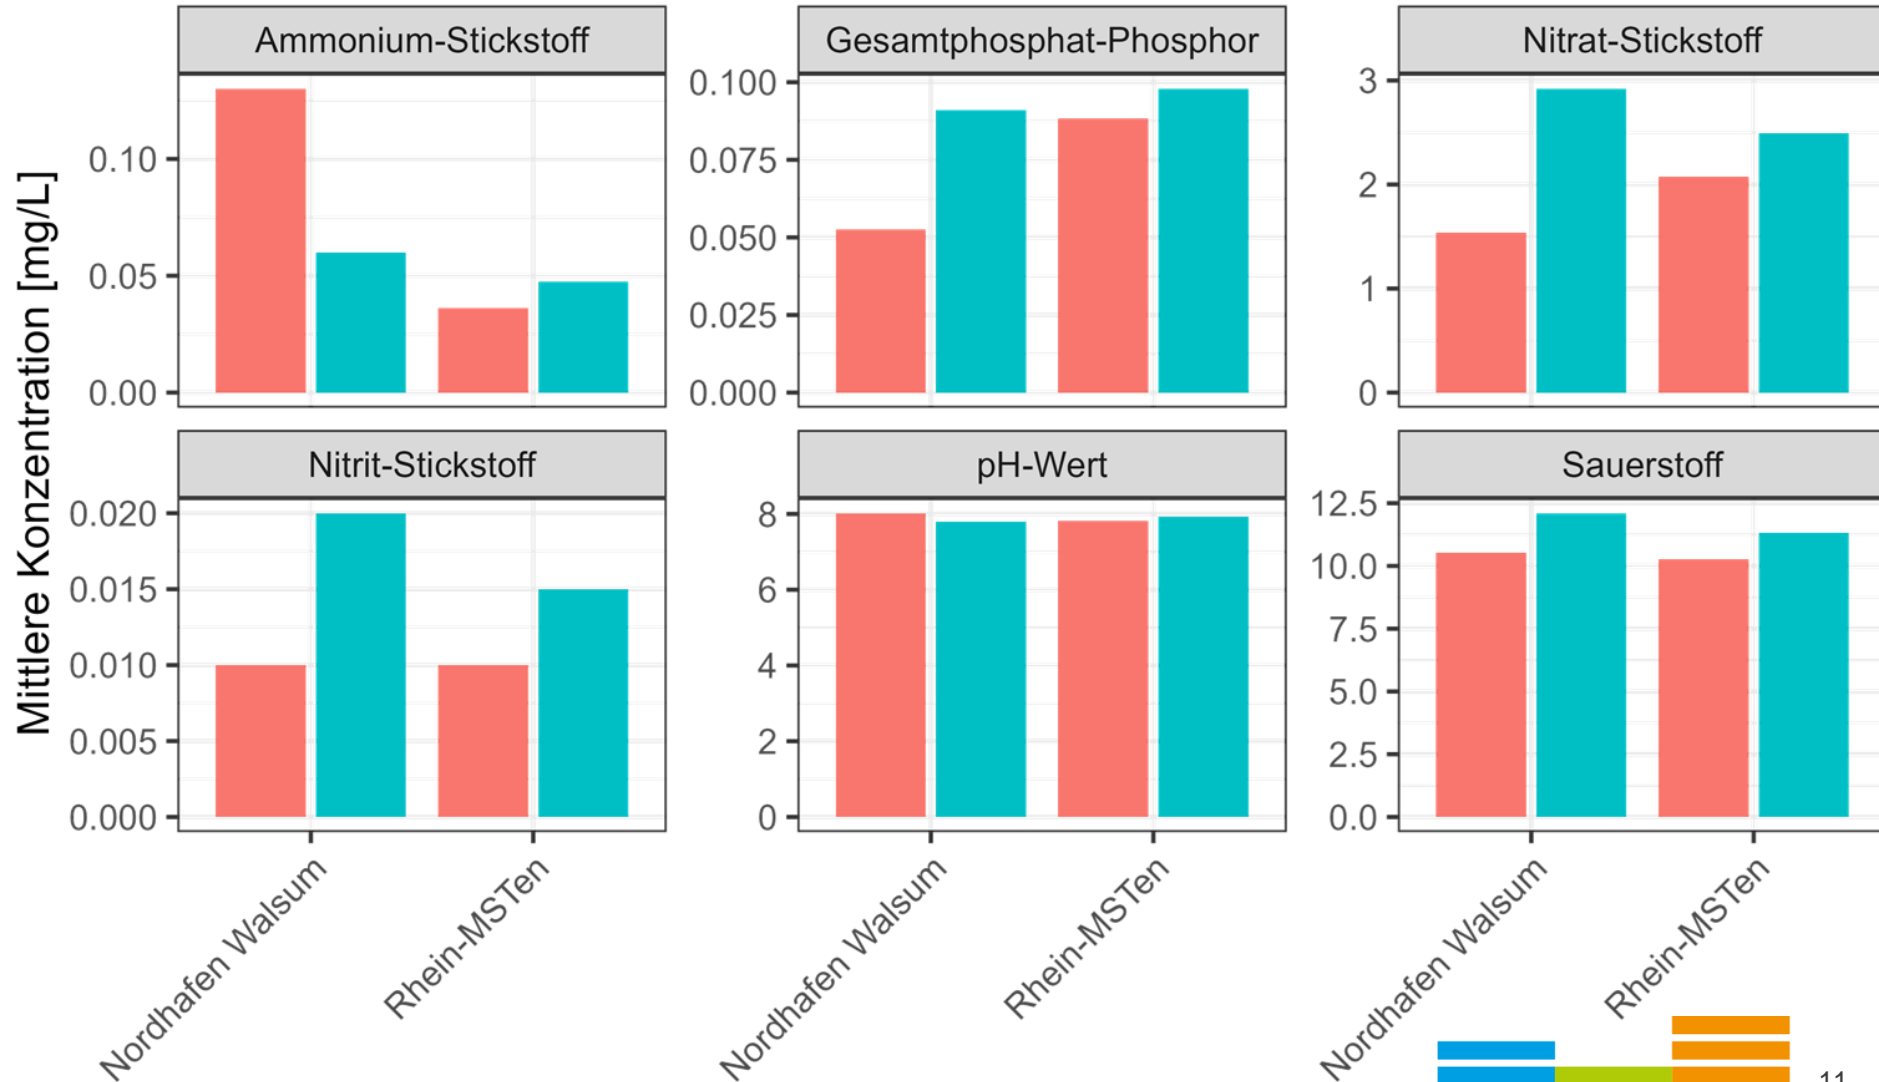 Mittlere Konzentration [mg/L]
Ammonium-Stickstoff
0.10
0.05
0.00
Gesamtphosphat-Phosphor
0.100
0.075
0.050
0.025
0.000
Nitrat-Stickstoff
3
2
1
0
Nitrit-Stickstoff
0.020
0.015
0.010
0.005
0.000
Nordhafen Walsum
Rhein-MSTen
pH-Wert
8
6
4
2
0
Nordhafen Walsum
Rhein-MSTen
Sauerstoff
12.5
10.0
7.5
5.0
2.5
0.0
Nordhafen Walsum
Rhein-MSTen
11